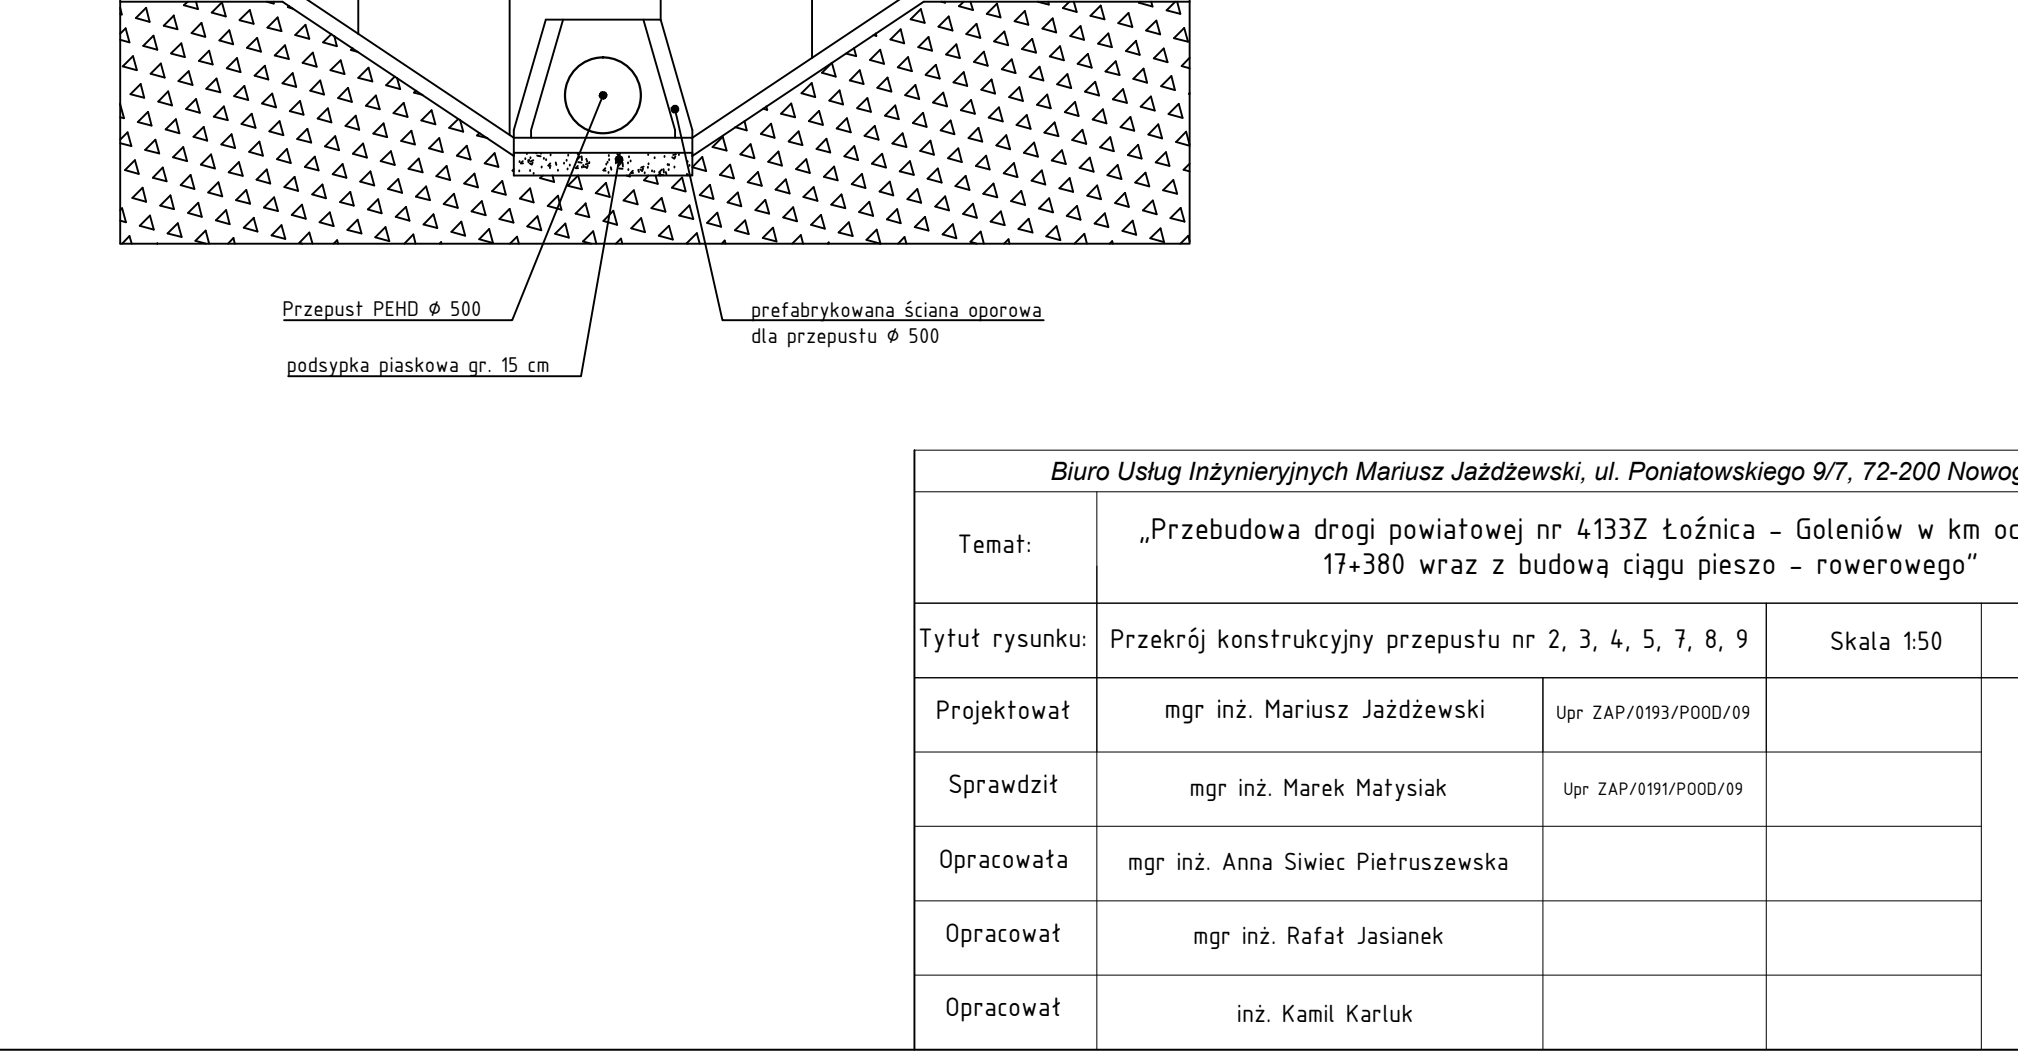 Przepust PEHD Ø 500
prefabrykowana ściana oporowa
dla przepustu Ø 500
podsypka piaskowa gr. 15 cm
Biuro Usług Inżynieryjnych Mariusz Jażdżewski, ul. Poniatowskiego 9/7, 72-200
Temat:
„Przebudowa drogi powiatowej nr 4133Z Łoźnica - Goleniów w km
17+380 wraz z budową ciągu pieszo - rowerowego”
Tytuł rysunku:
Przekrój konstrukcyjny przepustu nr 2, 3, 4, 5, 7, 8, 9
Skala 1:50
Projektował
mgr inż. Mariusz Jażdżewski
Upr ZAP/0193/POOD/09
Sprawdził
mgr inż. Marek Matysiak
Upr ZAP/0191/POOD/09
Opracowała
mgr inż. Anna Siwiec Pietruszewska
Opracował
mgr inż. Rafał Jasianek
Opracował
inż. Kamil Karluk